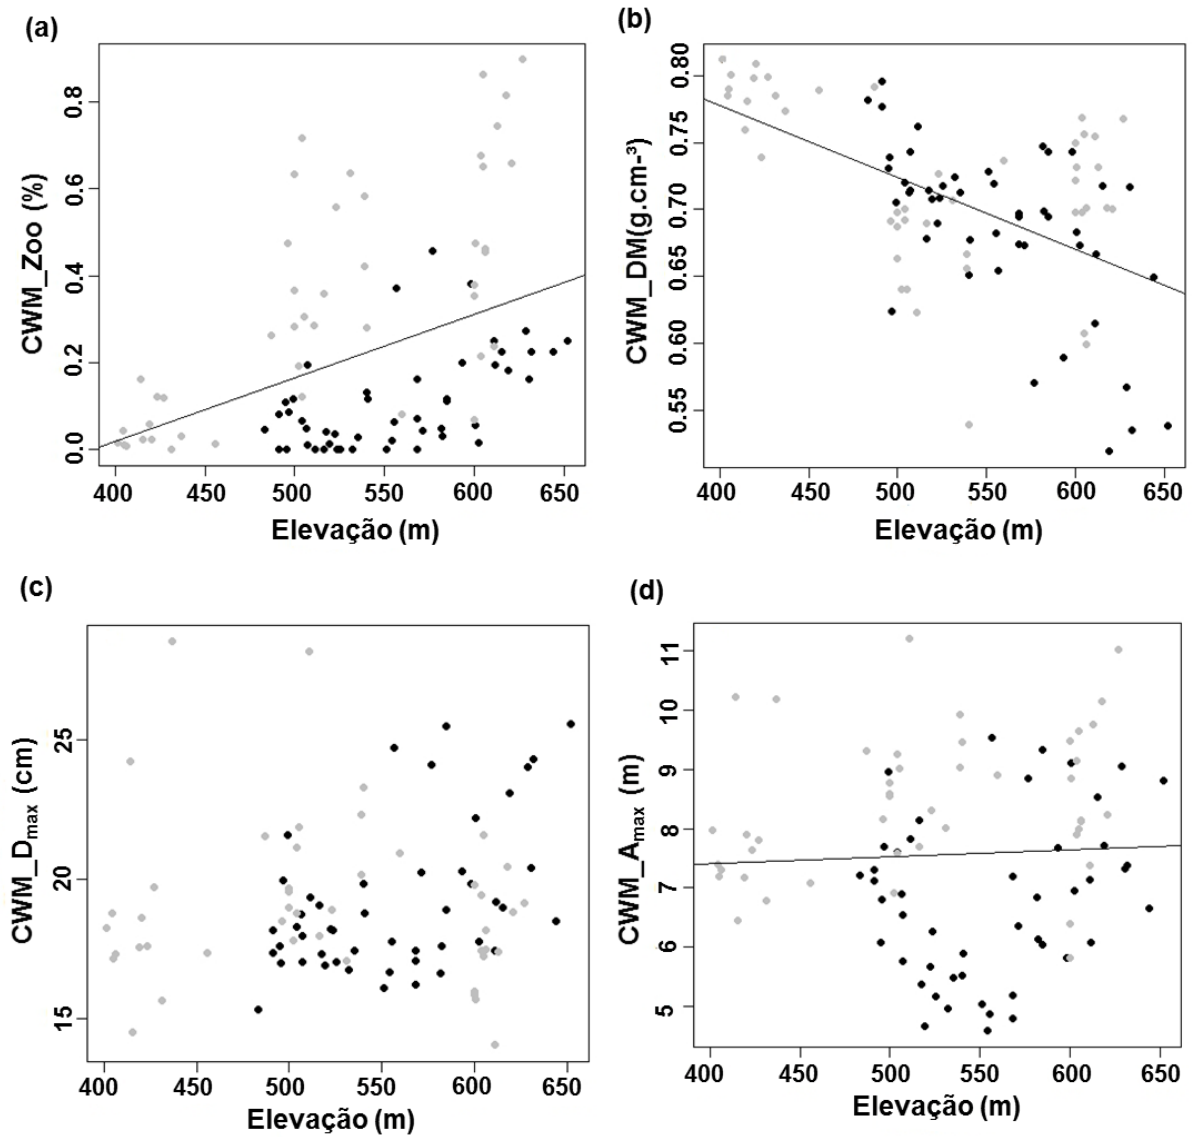 (a)
CWM_Zoo (%)
0.0 0.2 0.4 0.6 0.8
400 450 500 550 600 650
Elevação (m)
(b)
CWM_DM(g.cm-³)
0.55 0.60 0.65 0.70 0.75 0.80
400 450 500 550 600 650
Elevação (m)
(c)
CWM_Dmax (cm)
15 20 25
400 450 500 550 600 650
Elevação (m)
(d)
CWM_Amax (m)
5 6 7 8 9 10 11
400 450 500 550 600 650
Elevação (m)